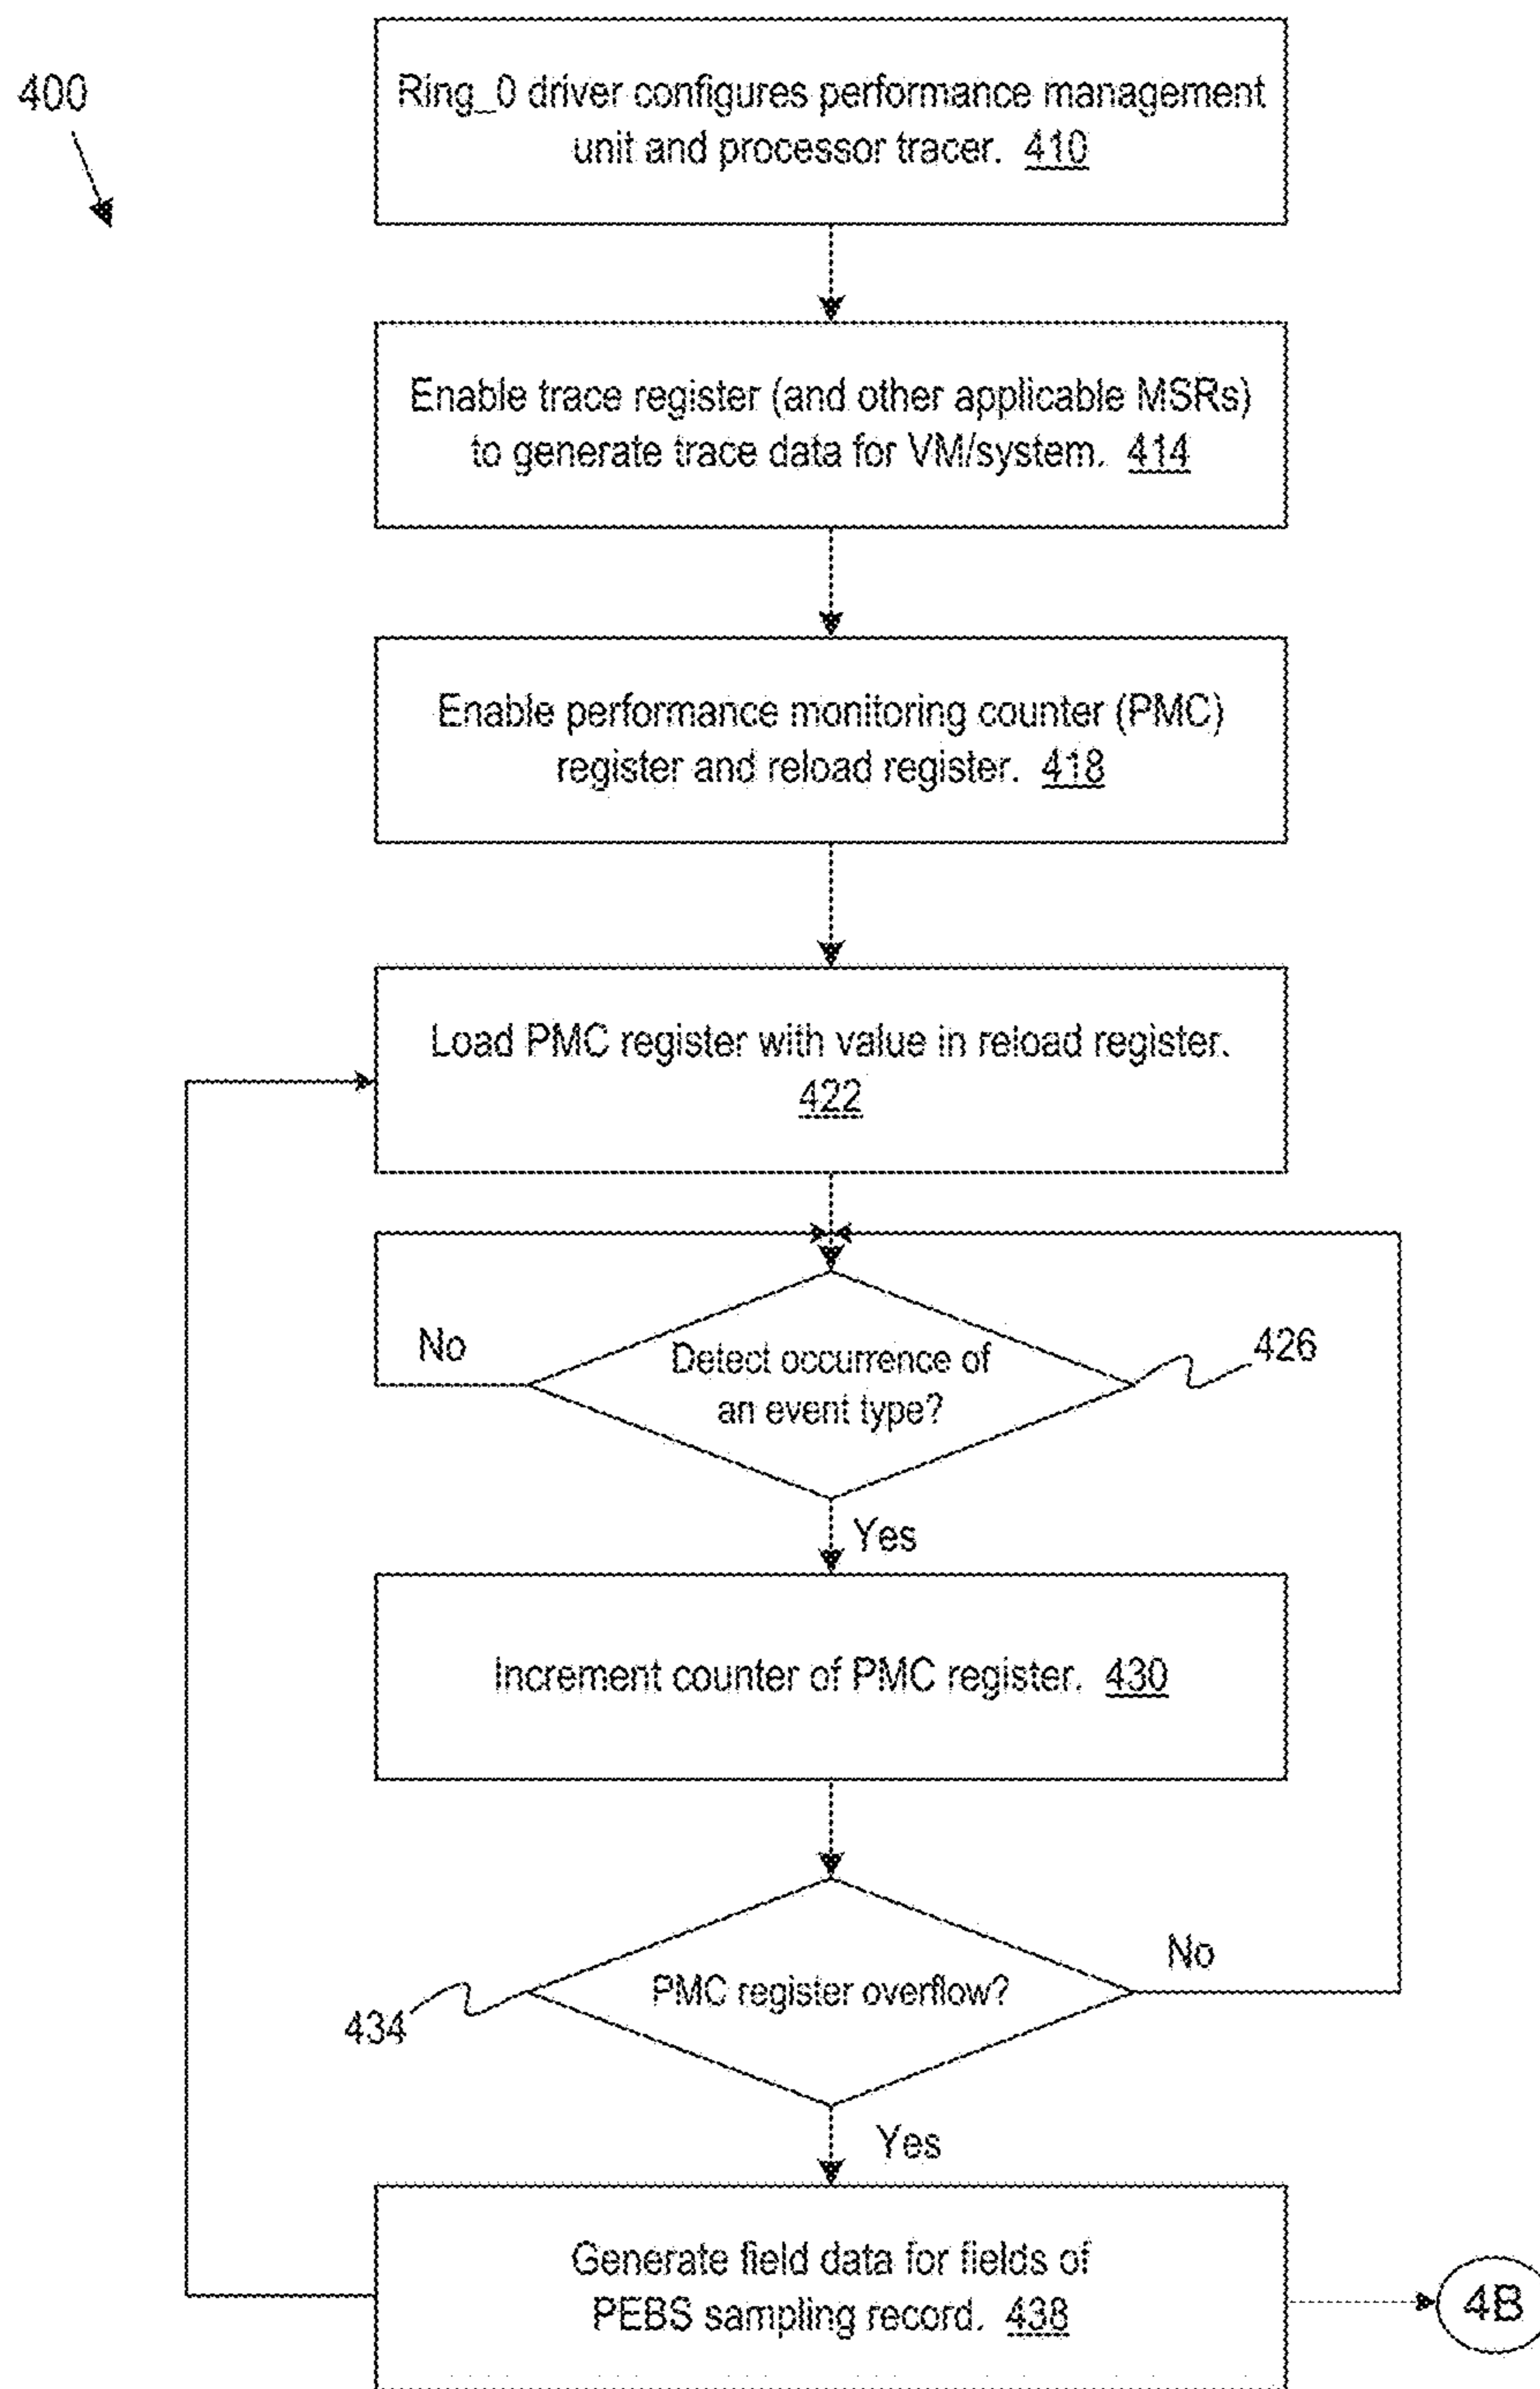 400
Ring_0 driver configures performance management
unit and processor tracer. 410
Enable trace register (and other applicable MSRs)
to generate trace data for VM/system. 414
Enable performance monitoring counter (PMC)
register and reload register. 418
Load PMC register with value in reload register.
422
No
Detect occurrence of
an event type?
426
Yes
Increment counter of PMC register. 430
No
PMC register overflow?
434
Yes
Generate field data for fields of
PEBS sampling record. 438
4B